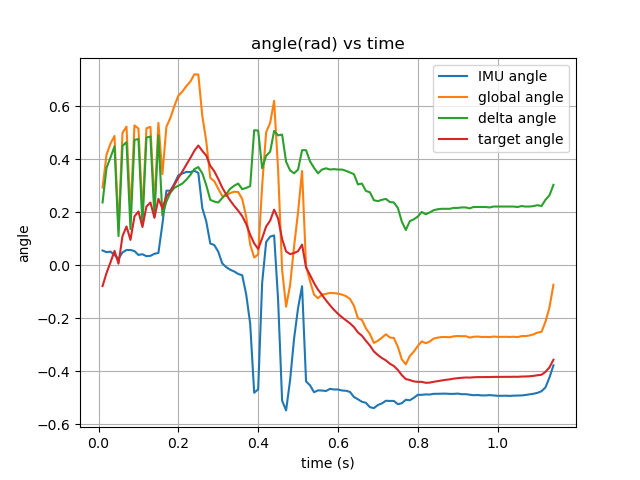 angle(rad) vs time
IMU angle
global angle
delta angle
target angle
0.6
0.4
0.2
0.0
−0.2
−0.4
−0.6
angle
0.0 0.2 0.4 0.6 0.8 1.0
time (s)